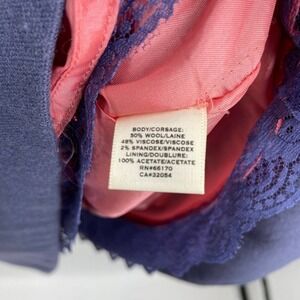 BODY/CORSAGE:
50% WOOL/LAINE
48% VISCOSE/VISCOSE
2% SPANDEX/SPANDEX
LINING/DOUBLURE:
100% ACETATE/ACETATE
RN#66170
CA#32054